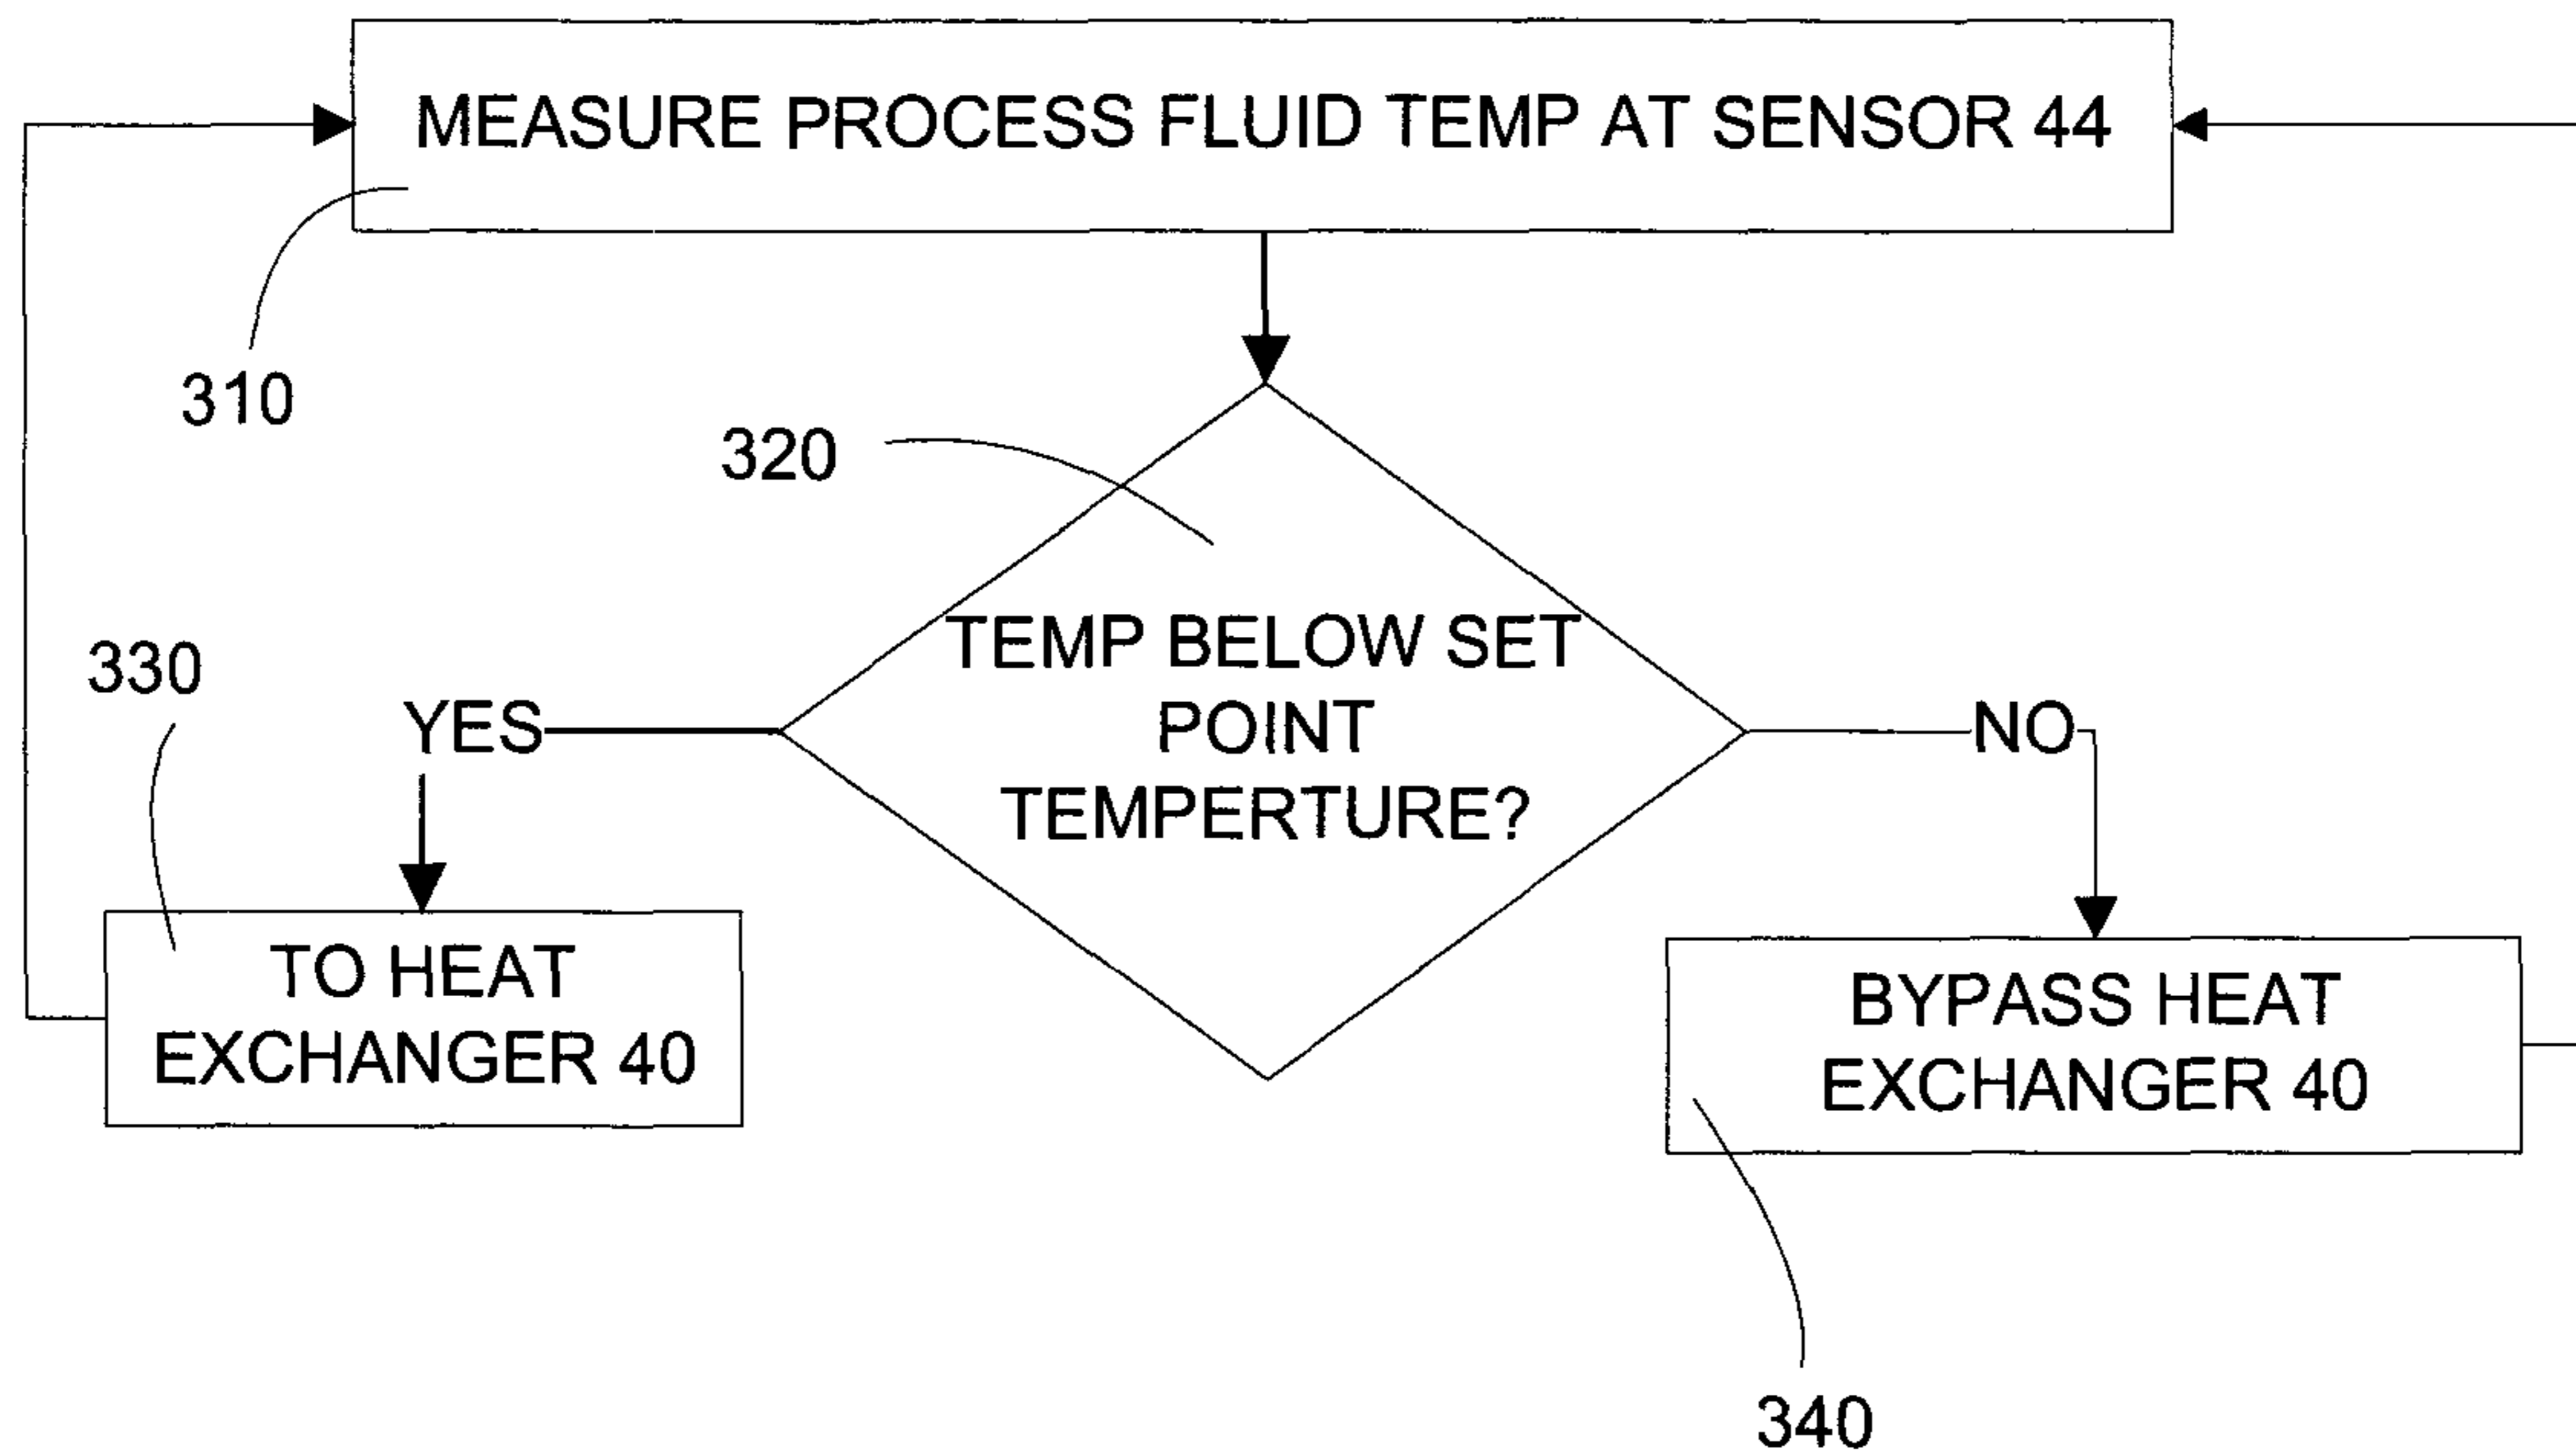 MEASURE PROCESS FLUID TEMP AT SENSOR 44
310
320
TEMP BELOW SET
POINT
TEMPERTURE?
330
YES
NO
TO HEAT
EXCHANGER 40
BYPASS HEAT
EXCHANGER 40
340